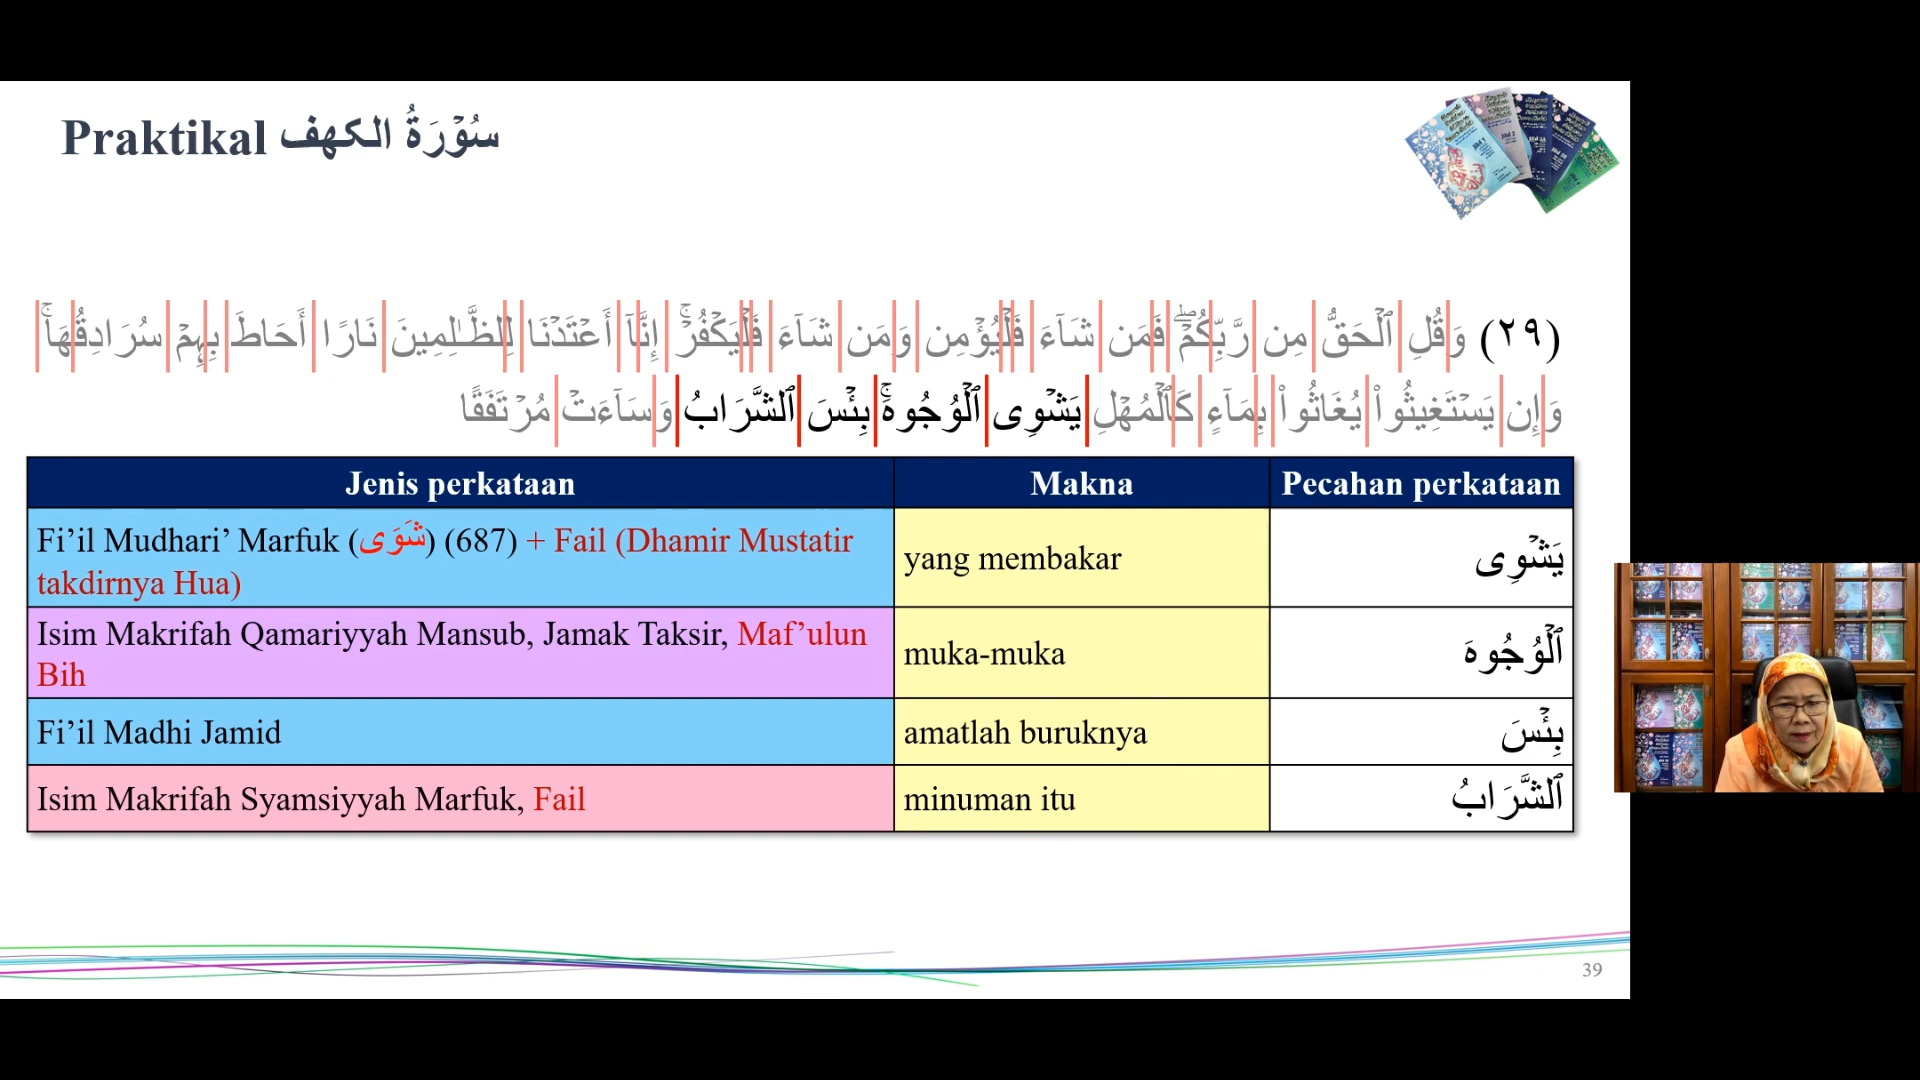 Praktikal سُوۡرَةُ الكهف
(٢٩) وَقُلِ ٱلۡحَقُّ مِن رَّبِّكُمۡۖ فَمَن شَآءَ فَلۡيُؤۡمِن وَمَن شَآءَ فَلۡيَكۡفُرۡۚ إِنَّآ أَعۡتَدۡنَا لِلظَّـٰلِمِينَ نَارًا أَحَاطَ بِہِمۡ سُرَادِقُهَاۚ
وَإِن يَسۡتَغِيثُواْ يُغَاثُواْ بِمَآءٍ كَٱلۡمُهۡلِ يَشۡوِى ٱلۡوُجُوهَۚ بِئۡسَ ٱلشَّرَابُ وَسَآءَتۡ مُرۡتَفَقًا
Jenis perkataan Makna Pecahan perkataan
Fi’il Mudhari’ Marfuk (شَوَى) (687) + Fail (Dhamir Mustatir
takdirnya Hua)
yang membakar
يَشۡوِى
Isim Makrifah Qamariyyah Mansub, Jamak Taksir, Maf’ulun
Bih
muka-muka
ٱلۡوُجُوهَ
Fi’il Madhi Jamid
amatlah buruknya
بِئۡسَ
Isim Makrifah Syamsiyyah Marfuk, Fail
minuman itu
ٱلشَّرَابُ
39